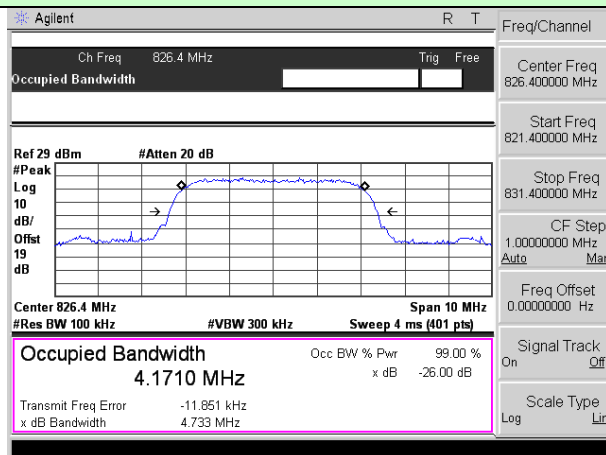 Agilent R T
Ch Freq 826.4 MHz Trig Free
Occupied Bandwidth
Ref 29 dBm #Atten 20 dB
#Peak
Log
10
dB/
Offst
19
dB
Center 826.4 MHz Span 10 MHz
#Res BW 100 kHz #VBW 300 kHz Sweep 4 ms (401 pts)
Occupied Bandwidth Occ BW % Pwr 99.00 %
4.1710 MHz x dB -26.00 dB
Transmit Freq Error -11.851 kHz
x dB Bandwidth 4.733 MHz
Freq/Channel
Center Freq
826.400000 MHz
Start Freq
821.400000 MHz
Stop Freq
831.400000 MHz
CF Step
1.00000000 MHz
Auto Man
Freq Offset
0.00000000 Hz
Signal Track
On Off
Scale Type
Log Lin